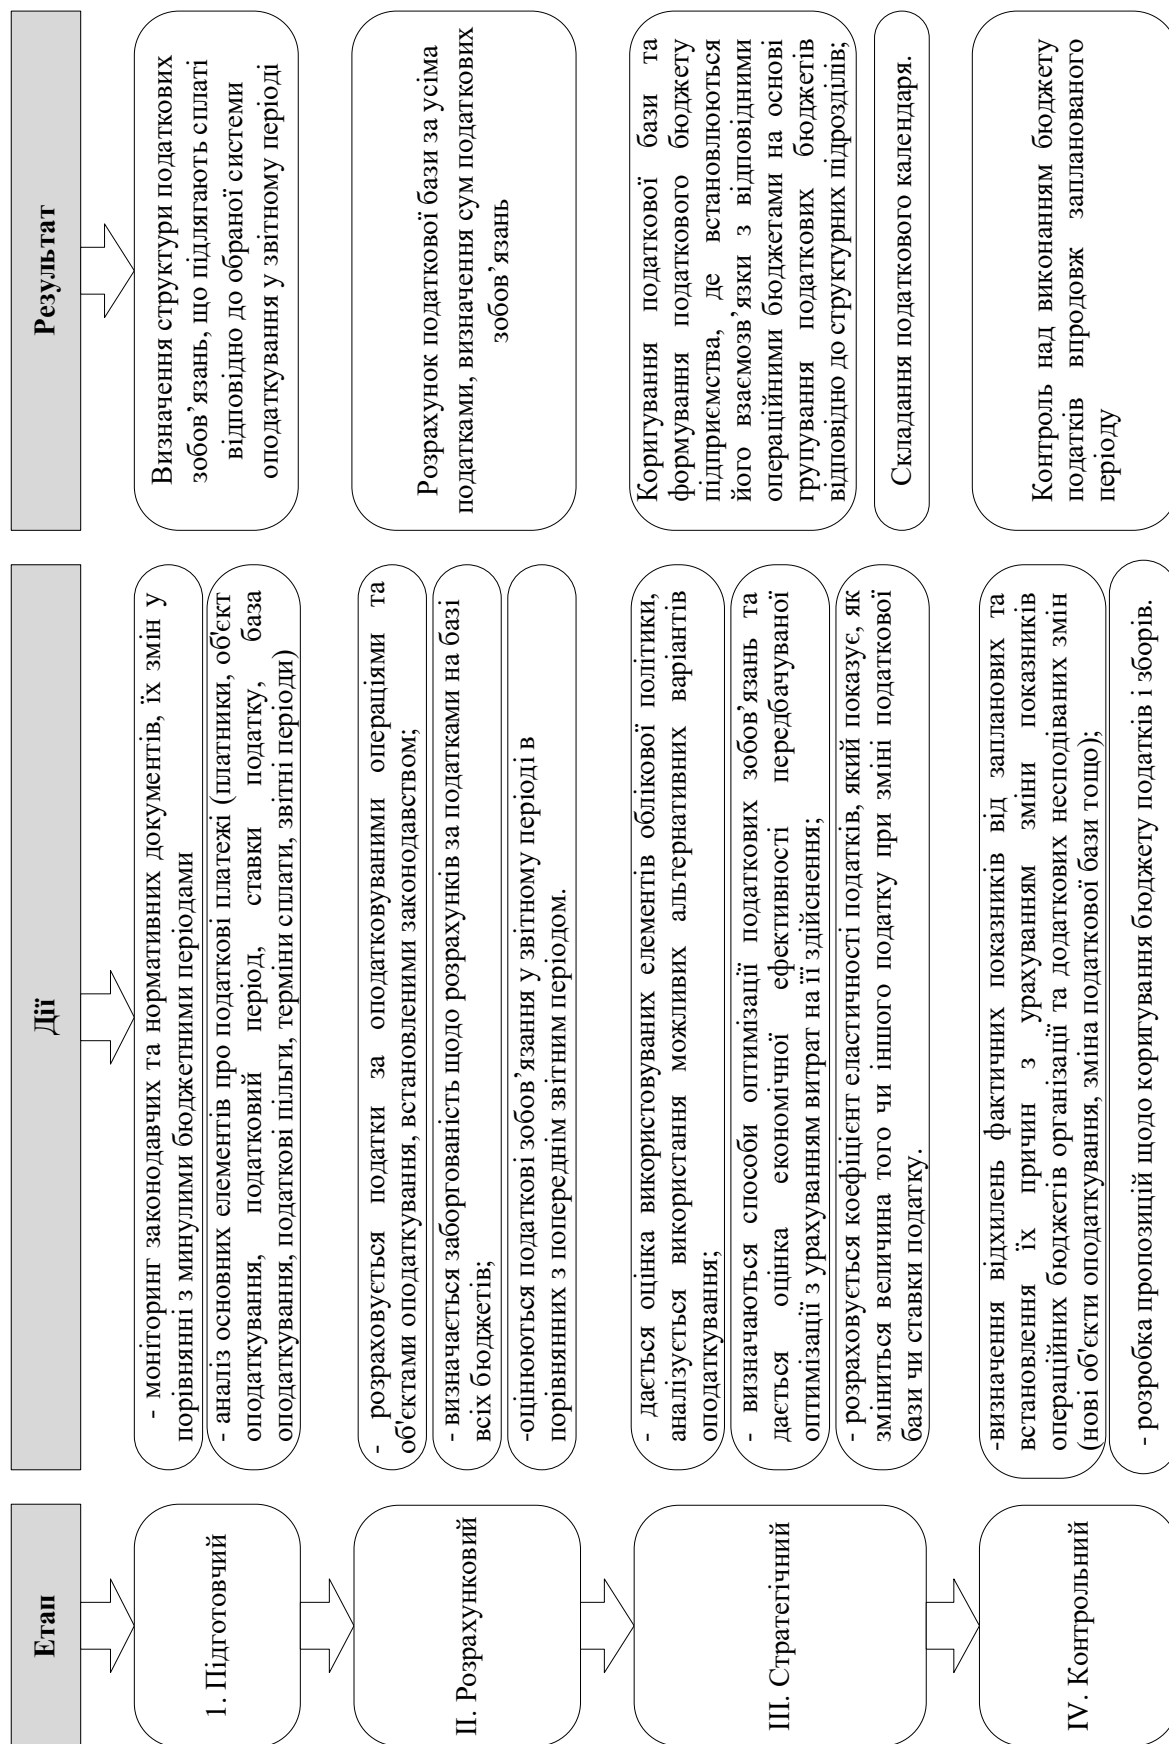 Етап
Дії
Результат
1. Підготовчий
- моніторинг законодавчих та нормативних документів, їх змін у
порівнянні з минулими бюджетними періодами
- аналіз основних елементів про податкові платежі (платники, об'єкт
оподаткування, податковий період, ставки податку, база
оподаткування, податкові пільги, терміни сплати, звітні періоди)
Визначення структури податкових
зобов’язань, що підлягають сплаті
відповідно до обраної системи
оподаткування у звітному періоді
ІІ. Розрахунковий
- розраховується податки за оподатковуваними операціями та
об'єктами оподаткування, встановленими законодавством;
- визначається заборгованість щодо розрахунків за податками на базі
всіх бюджетів;
-оцінюються податкові зобов’язання у звітному періоді в
порівнянних з попереднім звітним періодом.
Розрахунок податкової бази за усіма
податками, визначення сум податкових
зобов’язань
ІІІ. Стратегічний
- дається оцінка використовуваних елементів облікової політики,
аналізується використання можливих альтернативних варіантів
оподаткування;
- визначаються способи оптимізації податкових зобов’язань та
дається оцінка економічної ефективності передбачуваної
оптимізації з урахуванням витрат на її здійснення;
- розраховується коефіцієнт еластичності податків, який показує, як
зміниться величина того чи іншого податку при зміні податкової
бази чи ставки податку.
Коригування податкової бази та
формування податкового бюджету
підприємства, де встановлюються
його взаємозв’язки з відповідними
операційними бюджетами на основі
групування податкових бюджетів
відповідно до структурних підрозділів;
Складання податкового календаря.
IV. Контрольний
-визначення відхилень фактичних показників від запланових та
встановлення їх причин з урахуванням зміни показників
операційних бюджетів організації та додаткових несподіваних змін
(нові об'єкти оподаткування, зміна податкової бази тощо);
- розробка пропозицій щодо коригування бюджету податків і зборів.
Контроль над виконанням бюджету
податків впродовж запланованого
періоду